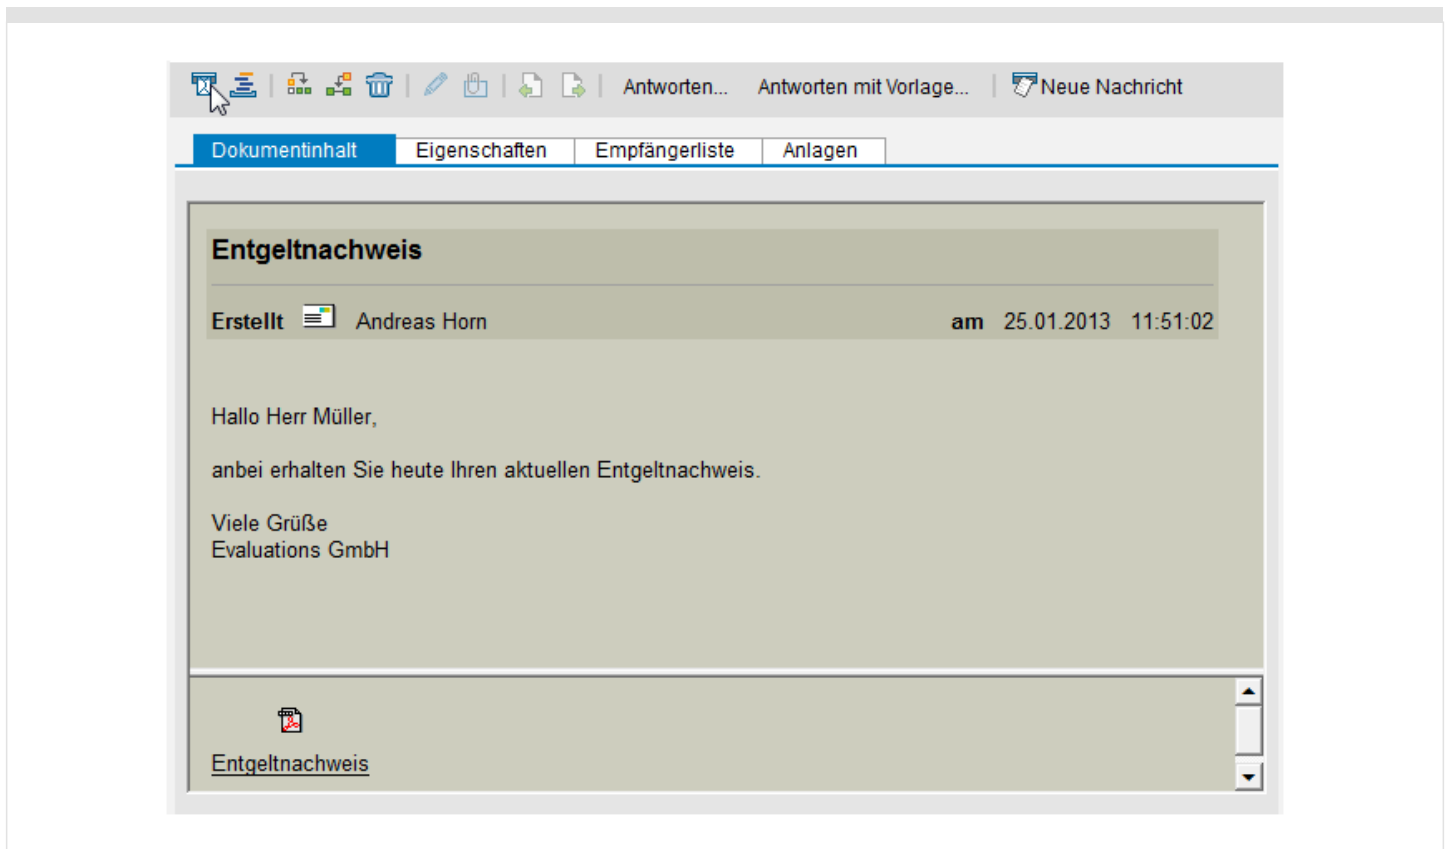 Antworten... Antworten mit Vorlage... Neue Nachricht
Dokumentinhalt Eigenschaften Empfängerliste Anlagen
Entgeltnachweis
Erstellt Andreas Horn am 25.01.2013 11:51:02
Hallo Herr Müller,
anbei erhalten Sie heute Ihren aktuellen Entgeltnachweis.
Viele Grüße
Evaluations GmbH
Entgeltnachweis